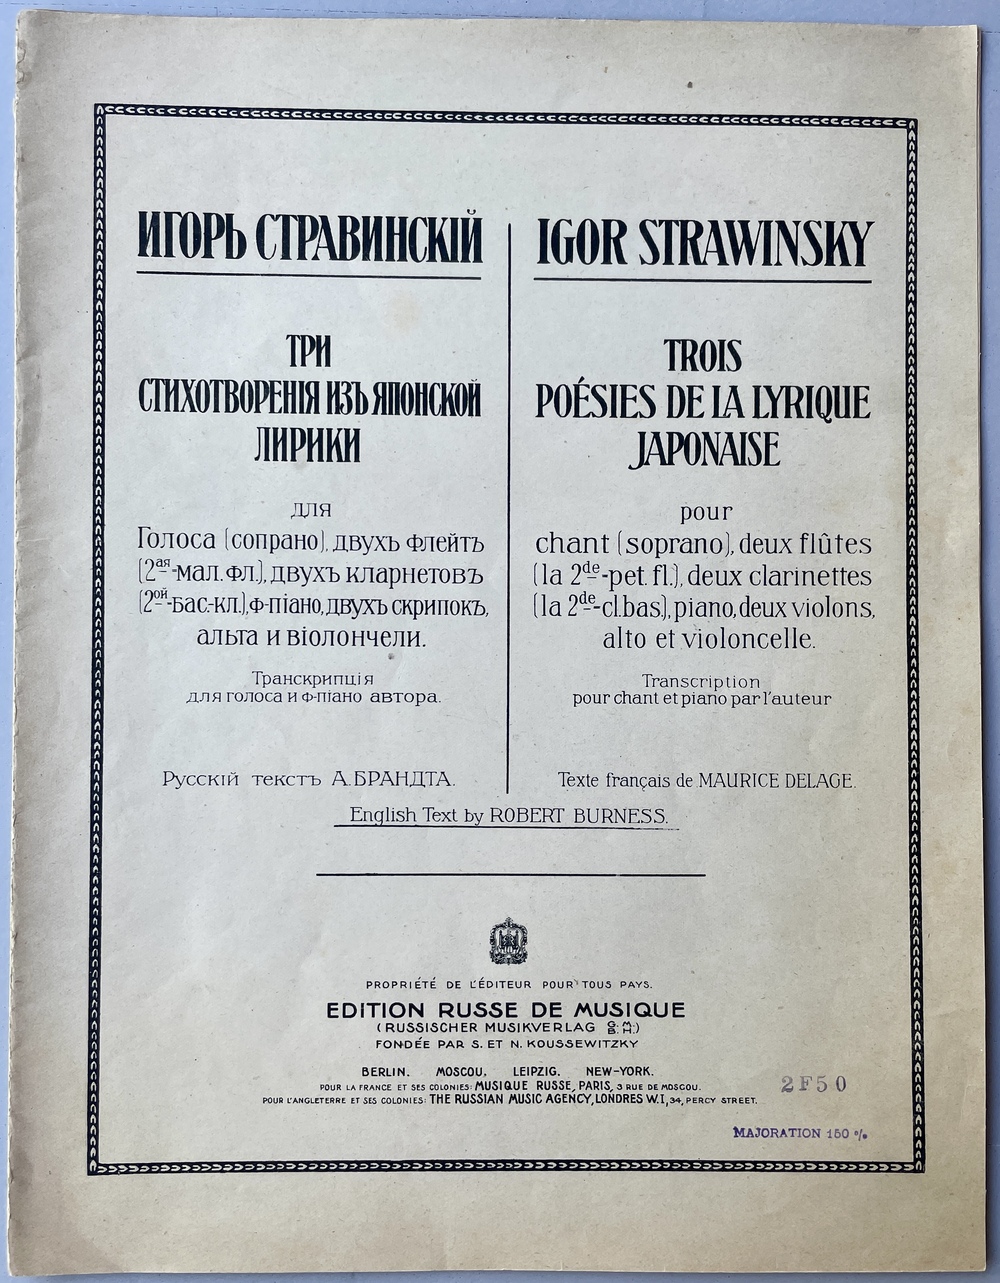 ИГОРЬ СТРАВИНСКІЙ
ТРИ
СТИХОТВОРЕНІЯ ИЗЪ ЯПОНСКОЙ
ЛИРИКИ
для
Голоса (сопрано), двухъ флейтъ
(2ая-мал. фл.), двухъ кларнетовъ
(2ой-бас-кл.), ф-піано, двухъ скрипокъ,
альта и віолончели.
Транскрипція
для голоса и ф-піано автора.
Русскій текстъ А. БРАНДТА.
IGOR STRAWINSKY
TROIS
POÉSIES DE LA LYRIQUE
JAPONAISE
pour
chant (soprano), deux flûtes
(la 2de-pet. fl.), deux clarinettes
(la 2de-cl. bas.), piano, deux violons,
alto et violoncelle.
Transcription
pour chant et piano par l'auteur
Texte français de MAURICE DELAGE.
English Text by ROBERT BURNESS.
PROPRIÉTÉ DE L'ÉDITEUR POUR TOUS PAYS.
EDITION RUSSE DE MUSIQUE
(RUSSISCHER MUSIKVERLAG G. M. B. H.)
FONDÉE PAR S. ET N. KOUSSEWITZKY
BERLIN. MOSCOU. LEIPZIG. NEW-YORK.
POUR LA FRANCE ET SES COLONIES: MUSIQUE RUSSE, PARIS, 3 RUE DE MOSCOU.
POUR L'ANGLETERRE ET SES COLONIES: THE RUSSIAN MUSIC AGENCY, LONDRES W.I, 34, PERCY STREET.
2F50
MAJORATION 150 %